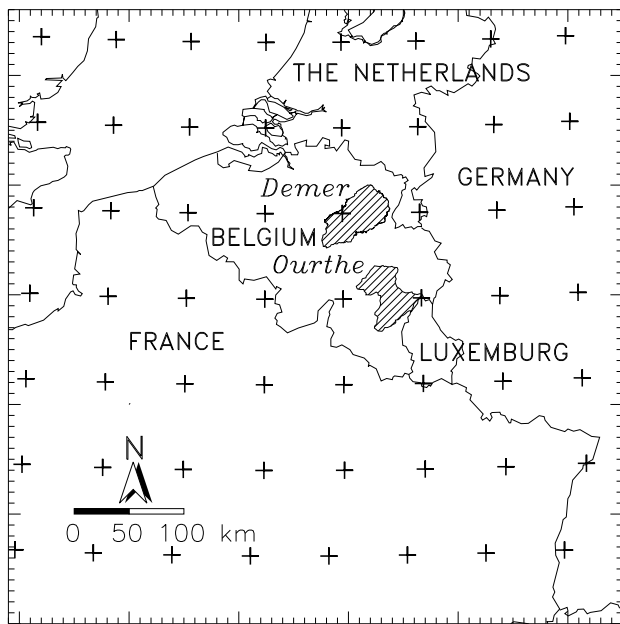 THE NETHERLANDS
GERMANY
Demer
BELGIUM
Ourthe
FRANCE
LUXEMBURG
N
0 50 100 km